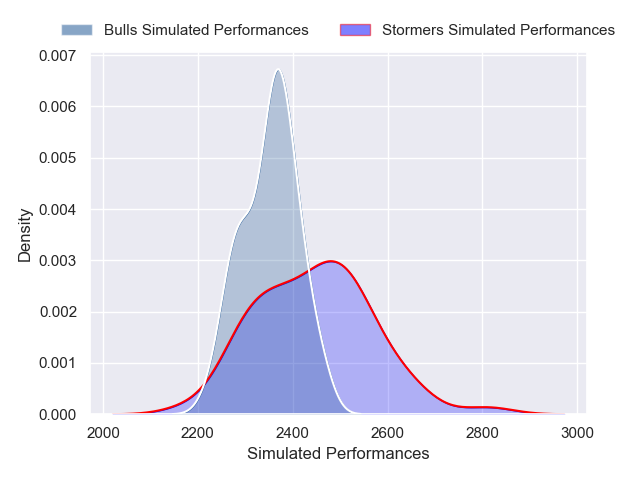 Bulls Simulated Performances Stormers Simulated Performances
0.007
0.006
0.005
0.004
0.003
0.002
0.001
0.000
Density
2000 2200 2400 2600 2800 3000
Simulated Performances